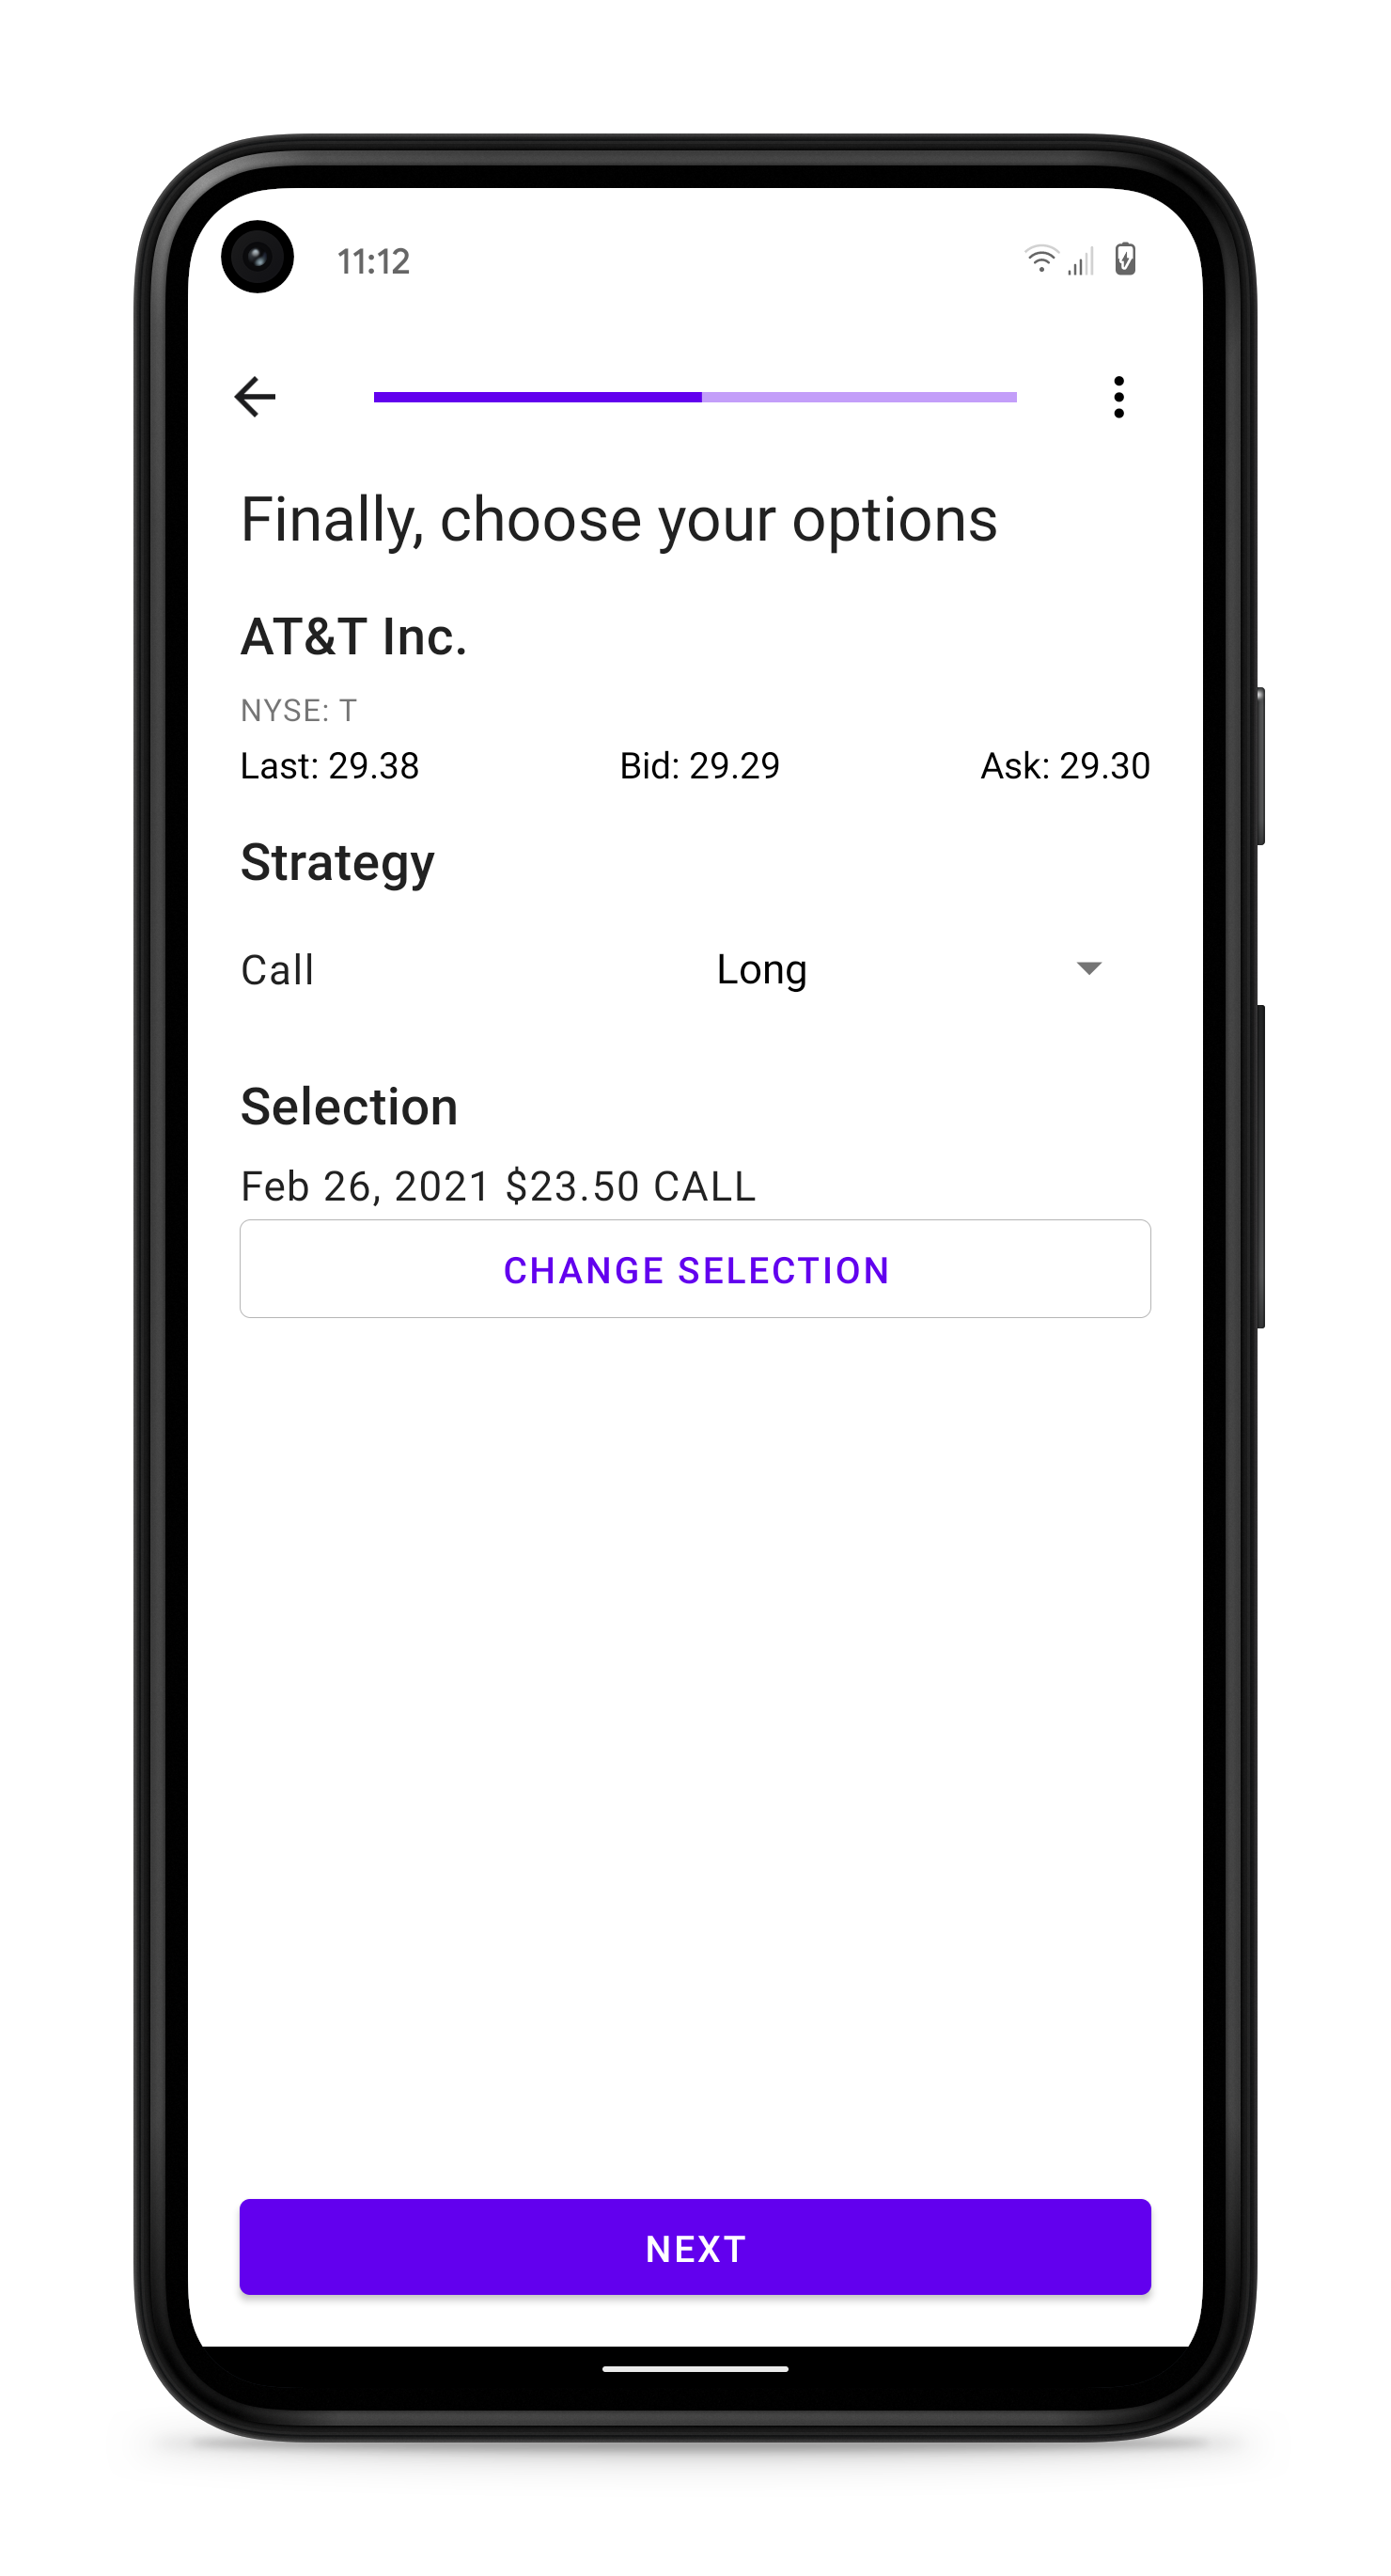 11:12
Finally, choose your options
AT&T Inc.
NYSE: T
Last: 29.38 Bid: 29.29 Ask: 29.30
Strategy
Call Long
Selection
Feb 26, 2021 $23.50 CALL
CHANGE SELECTION
NEXT